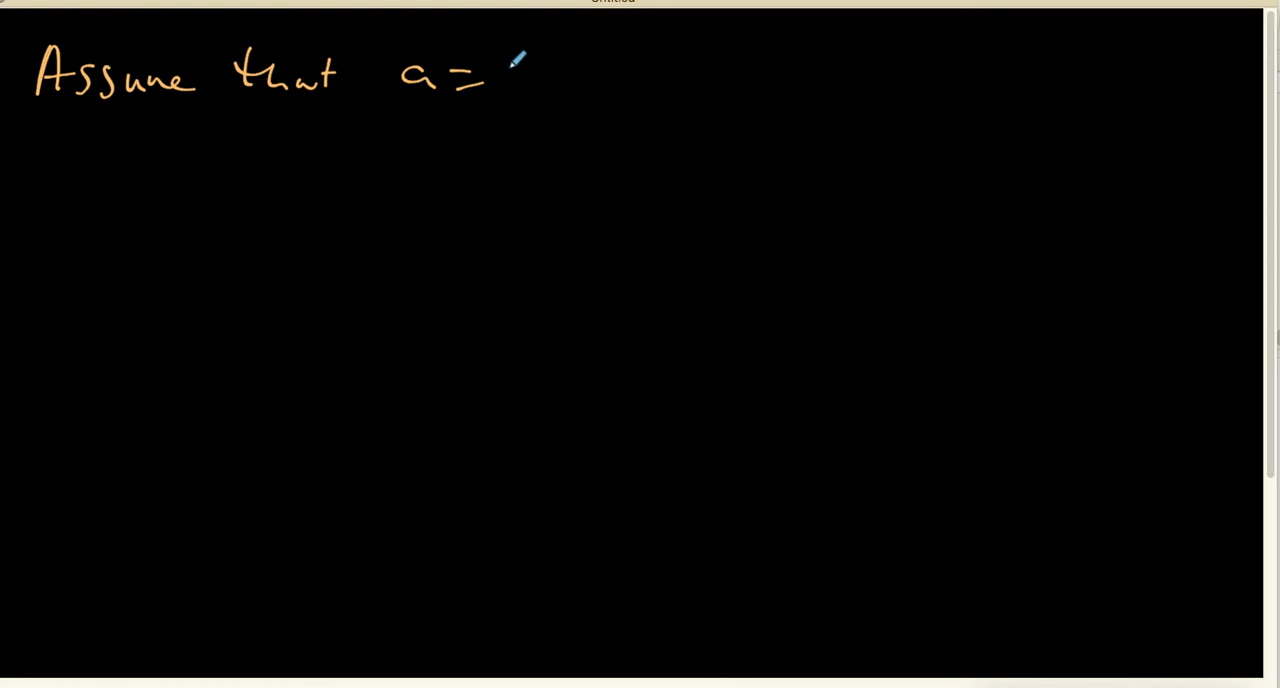 Assume that a =